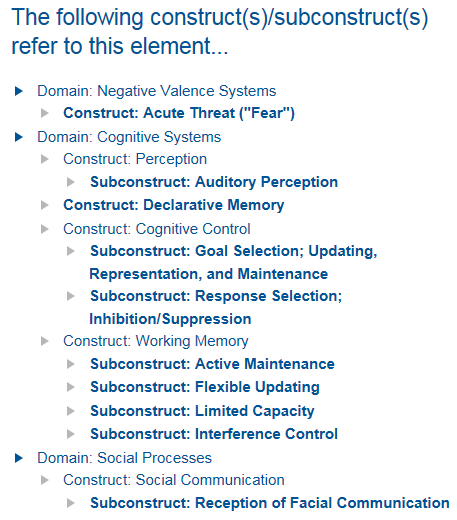 The following construct(s)/subconstruct(s)
refer to this element...
Domain: Negative Valence Systems
Construct: Acute Threat ("Fear")
Domain: Cognitive Systems
Construct: Perception
Subconstruct: Auditory Perception
Construct: Declarative Memory
Construct: Cognitive Control
Subconstruct: Goal Selection; Updating,
Representation, and Maintenance
Subconstruct: Response Selection;
Inhibition/Suppression
Construct: Working Memory
Subconstruct: Active Maintenance
Subconstruct: Flexible Updating
Subconstruct: Limited Capacity
Subconstruct: Interference Control
Domain: Social Processes
Construct: Social Communication
Subconstruct: Reception of Facial Communication